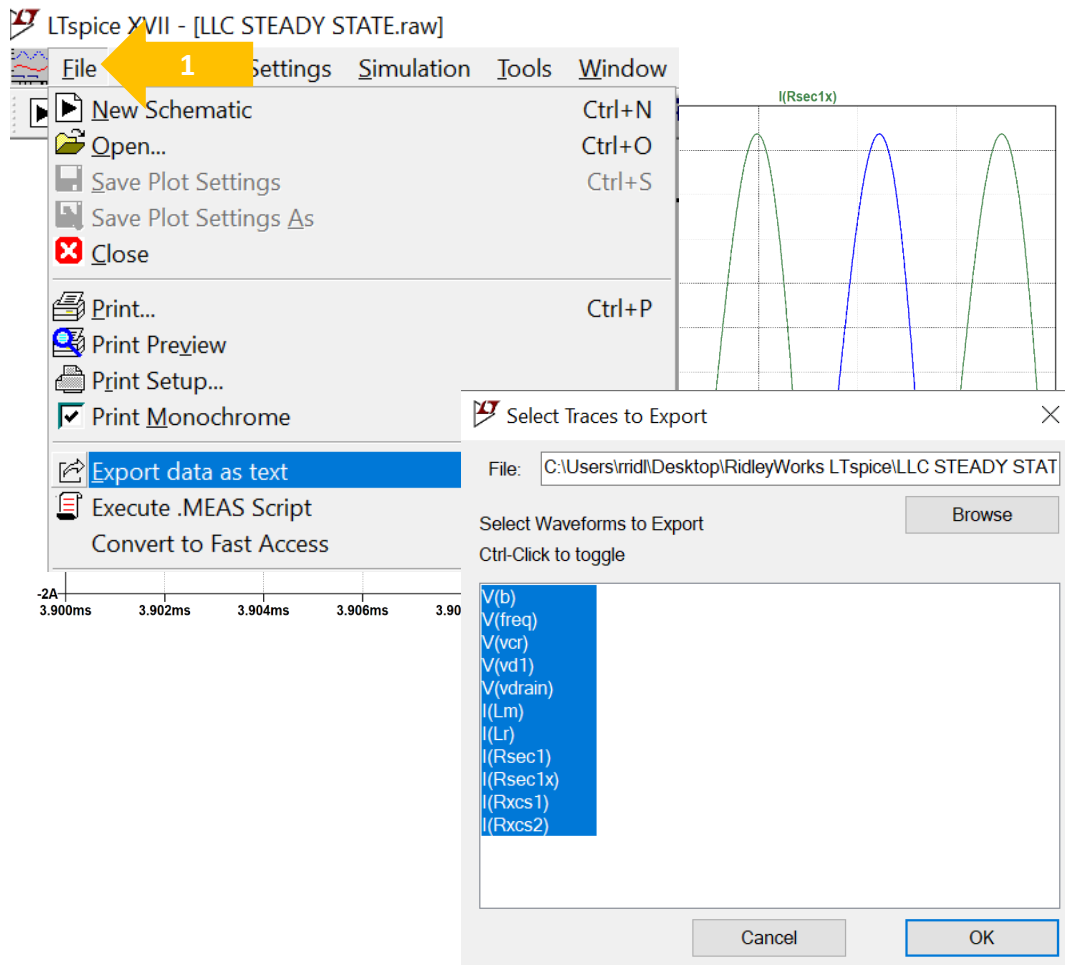 LTspice XVII - [LLC STEADY STATE.raw]
File 1 Settings Simulation Tools Window
New Schematic Ctrl+N
Open... Ctrl+O
Save Plot Settings Ctrl+S
Save Plot Settings As
Close
Print... Ctrl+P
Print Preview
Print Setup...
Print Monochrome
Export data as text
Execute .MEAS Script
Convert to Fast Access
I(Rsec1x)
-2A
3.900ms 3.902ms 3.904ms 3.906ms 3.90
Select Traces to Export
File: C:\Users\rridl\Desktop\RidleyWorks LTspice\LLC STEADY STAT
Browse
Select Waveforms to Export
Ctrl-Click to toggle
V(b)
V(freq)
V(vcr)
V(vd1)
V(vdrain)
I(Lm)
I(Lr)
I(Rsec1)
I(Rsec1x)
I(Rxcs1)
I(Rxcs2)
Cancel OK